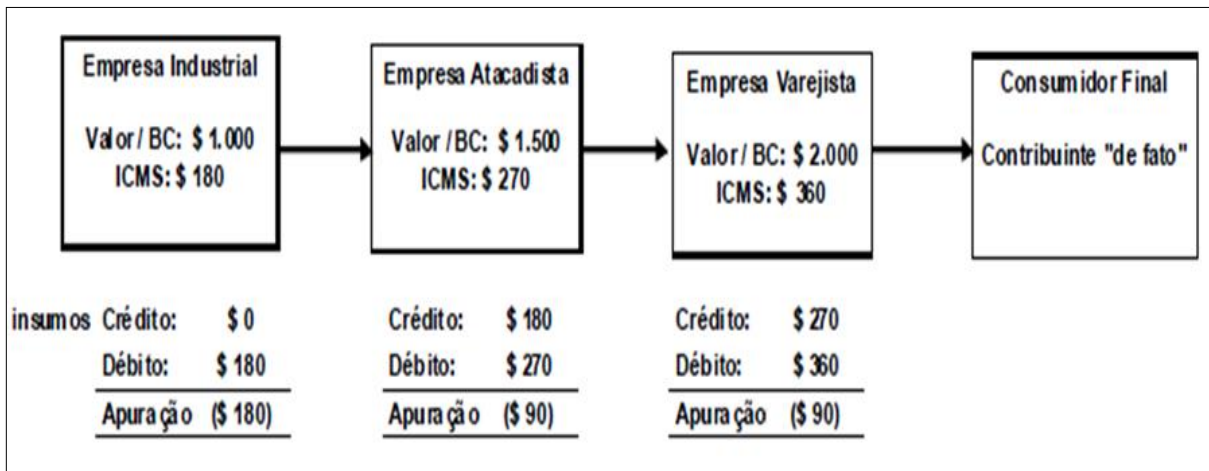 Empresa Industrial
Valor / BC: $ 1.000
ICMS: $ 180
Empresa Atacadista
Valor / BC: $ 1.500
ICMS: $ 270
Empresa Varejista
Valor / BC: $ 2.000
ICMS: $ 360
Consumidor Final
Contribuinte "de fato"
insumos Crédito: $ 0
Débito: $ 180
Apuração ($ 180)
Crédito: $ 180
Débito: $ 270
Apuração ($ 90)
Crédito: $ 270
Débito: $ 360
Apuração ($ 90)